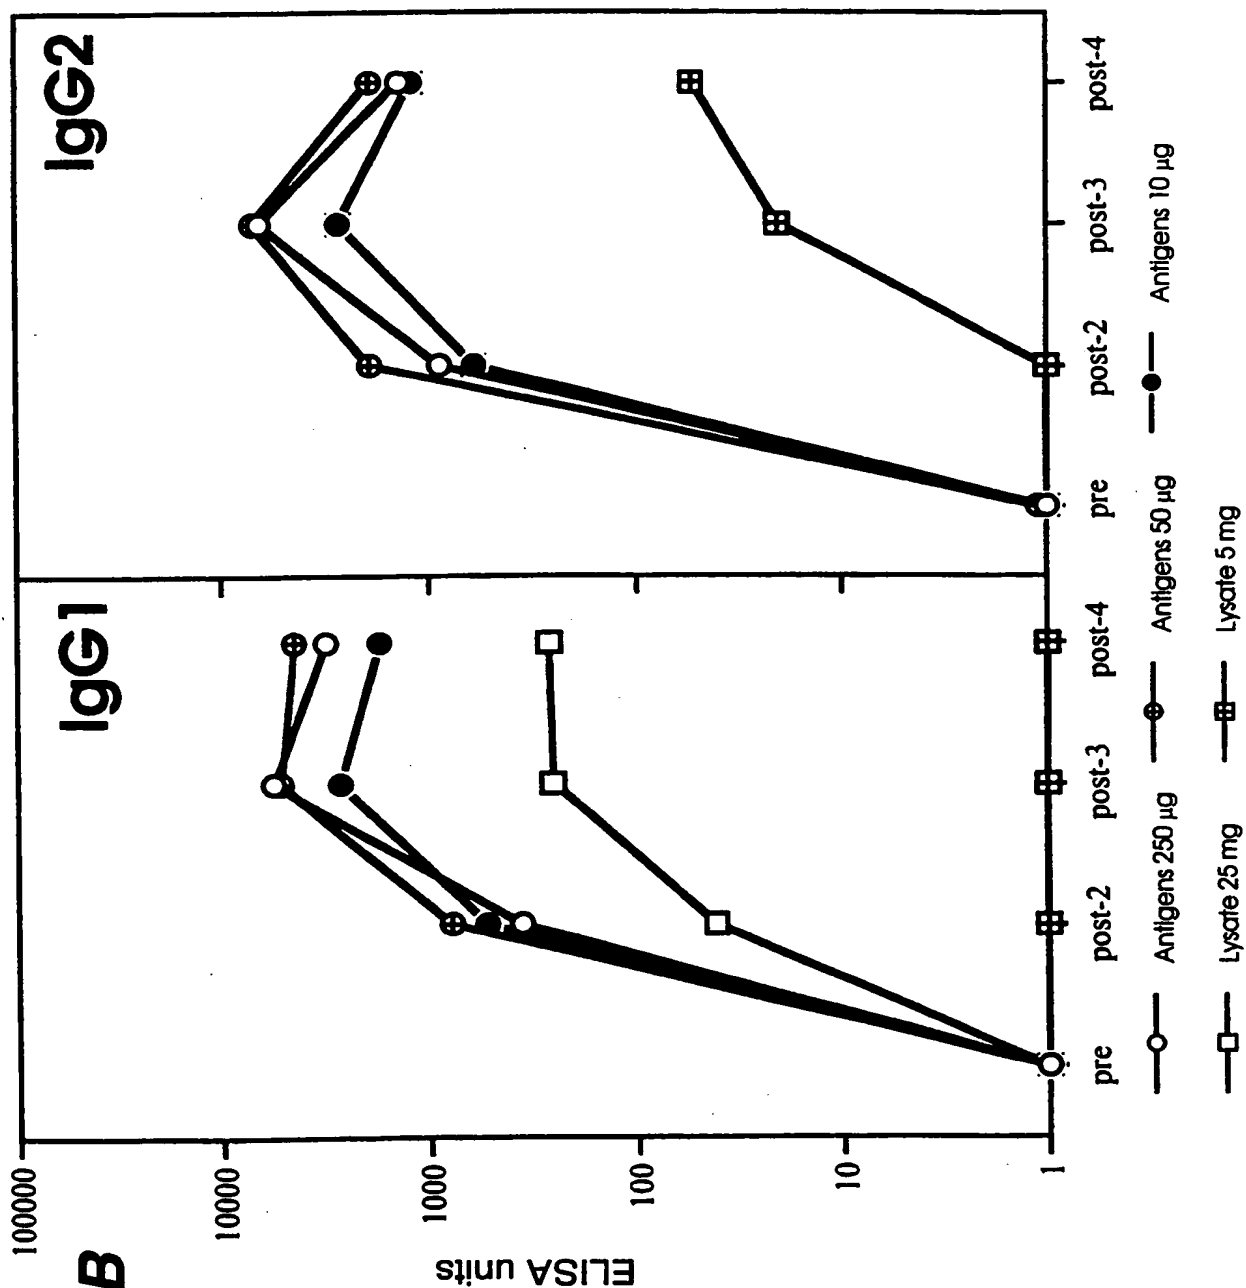 B
IgG1
IgG2
ELISA units
100000
10000
1000
100
10
1
pre post-2 post-3 post-4
pre post-2 post-3 post-4
Antigens 250 µg Antigens 50 µg Antigens 10 µg
Lysate 25 mg Lysate 5 mg